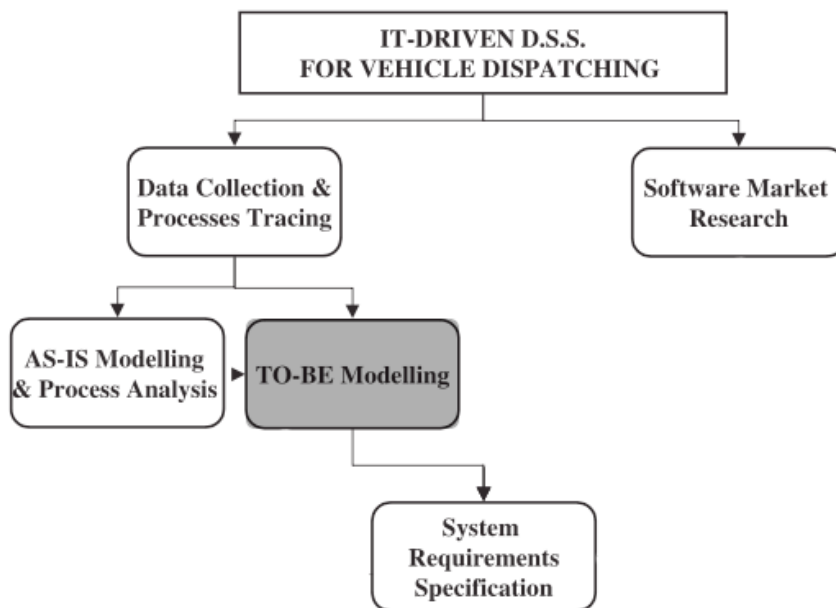 IT-DRIVEN D.S.S.
FOR VEHICLE DISPATCHING
Data Collection &
Processes Tracing
Software Market
Research
AS-IS Modelling
& Process Analysis
TO-BE Modelling
System
Requirements
Specification